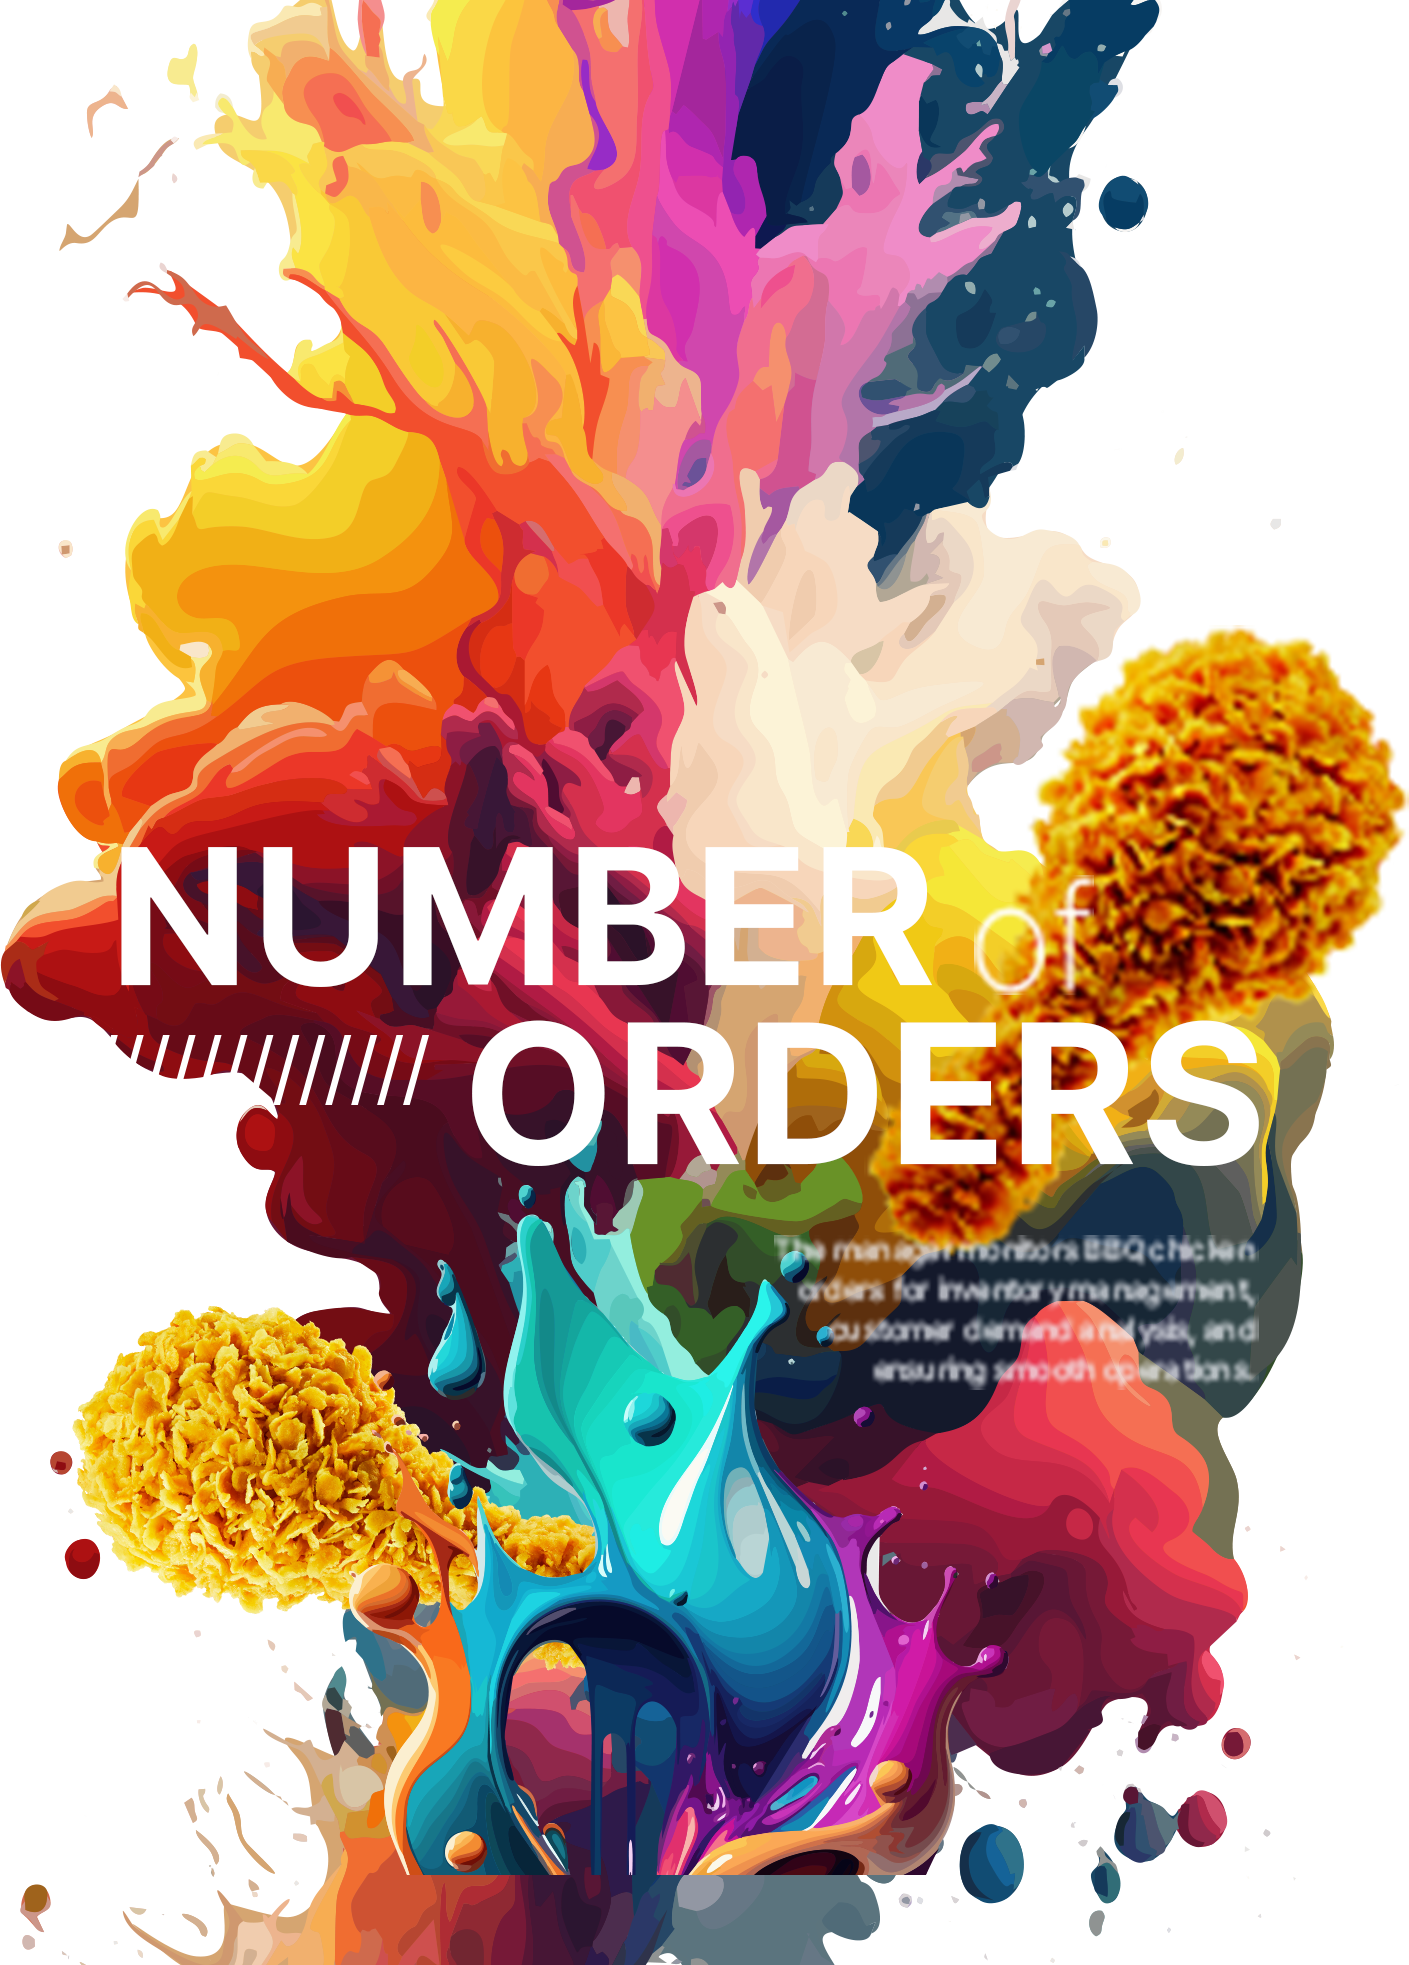 NUMBER of
ORDERS
The manager monitors BBQ chicken
orders for inventory management,
customer demand analysis, and
ensuring smooth operations.